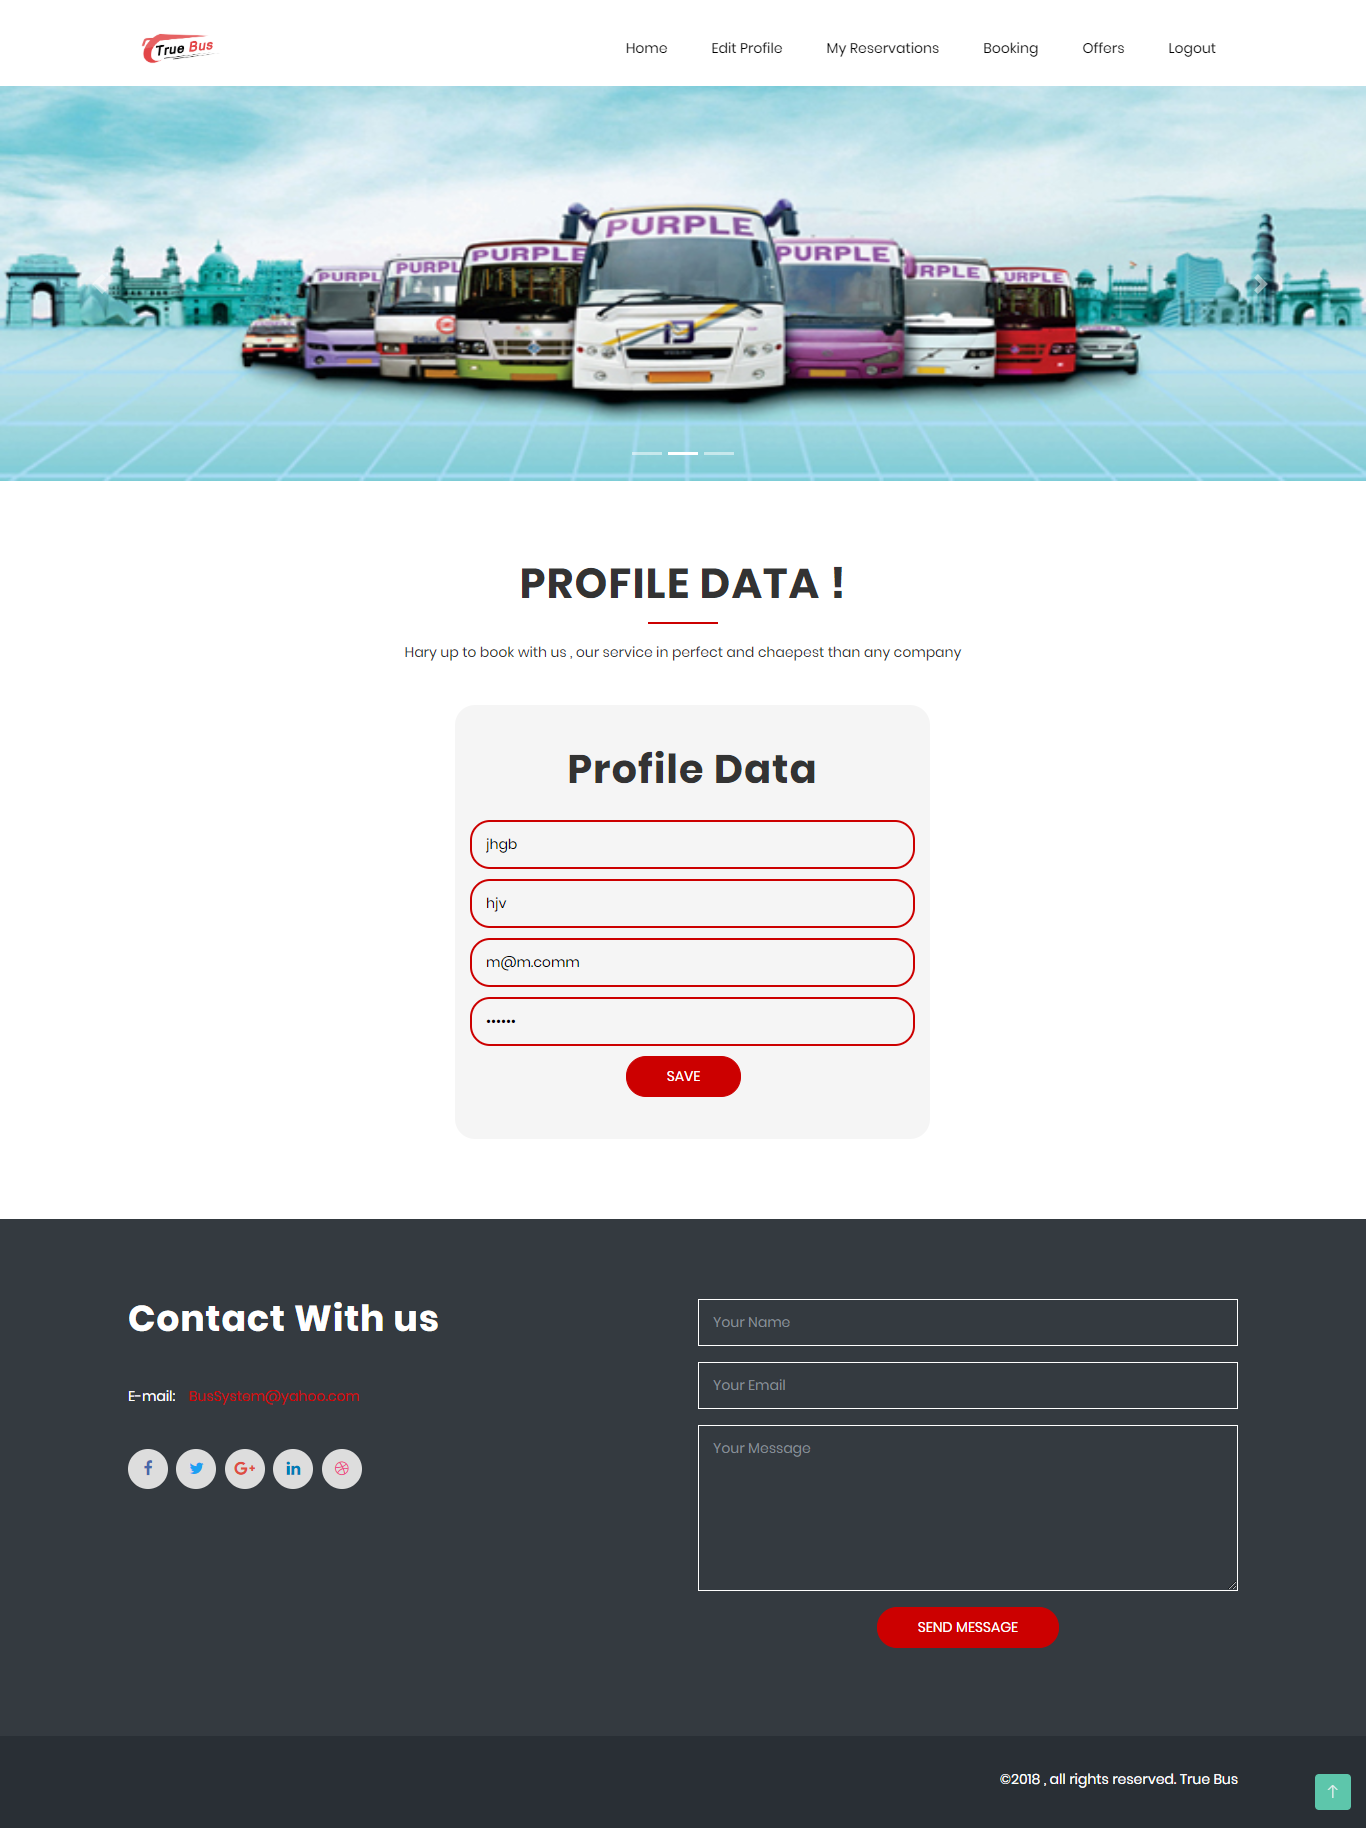 True Bus
Home
Edit Profile
My Reservations
Booking
Offers
Logout
PURPLE
PURPLE
PURPLE
PURPLE
PURPLE
PROFILE DATA !
Hary up to book with us , our service in perfect and chaepest than any company
Profile Data
jhgb
hjv
m@m.comm
••••••
SAVE
Contact With us
E-mail: BusSystem@yahoo.com
Your Name
Your Email
Your Message
SEND MESSAGE
©2018 , all rights reserved. True Bus